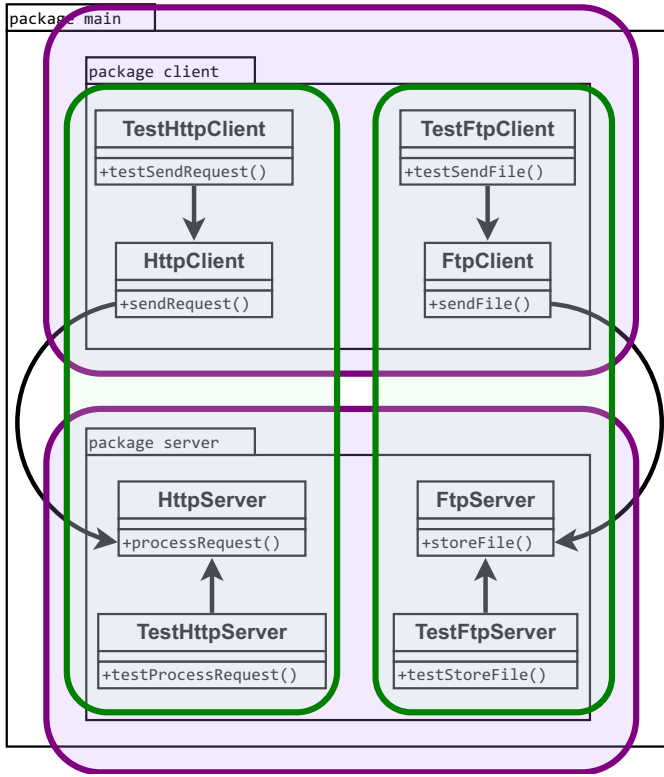 package main
package client
TestHttpClient
+testSendRequest()
TestFtpClient
+testSendFile()
HttpClient
+sendRequest()
FtpClient
+sendFile()
package server
HttpServer
+processRequest()
FtpServer
+storeFile()
TestHttpServer
+testProcessRequest()
TestFtpServer
+testStoreFile()